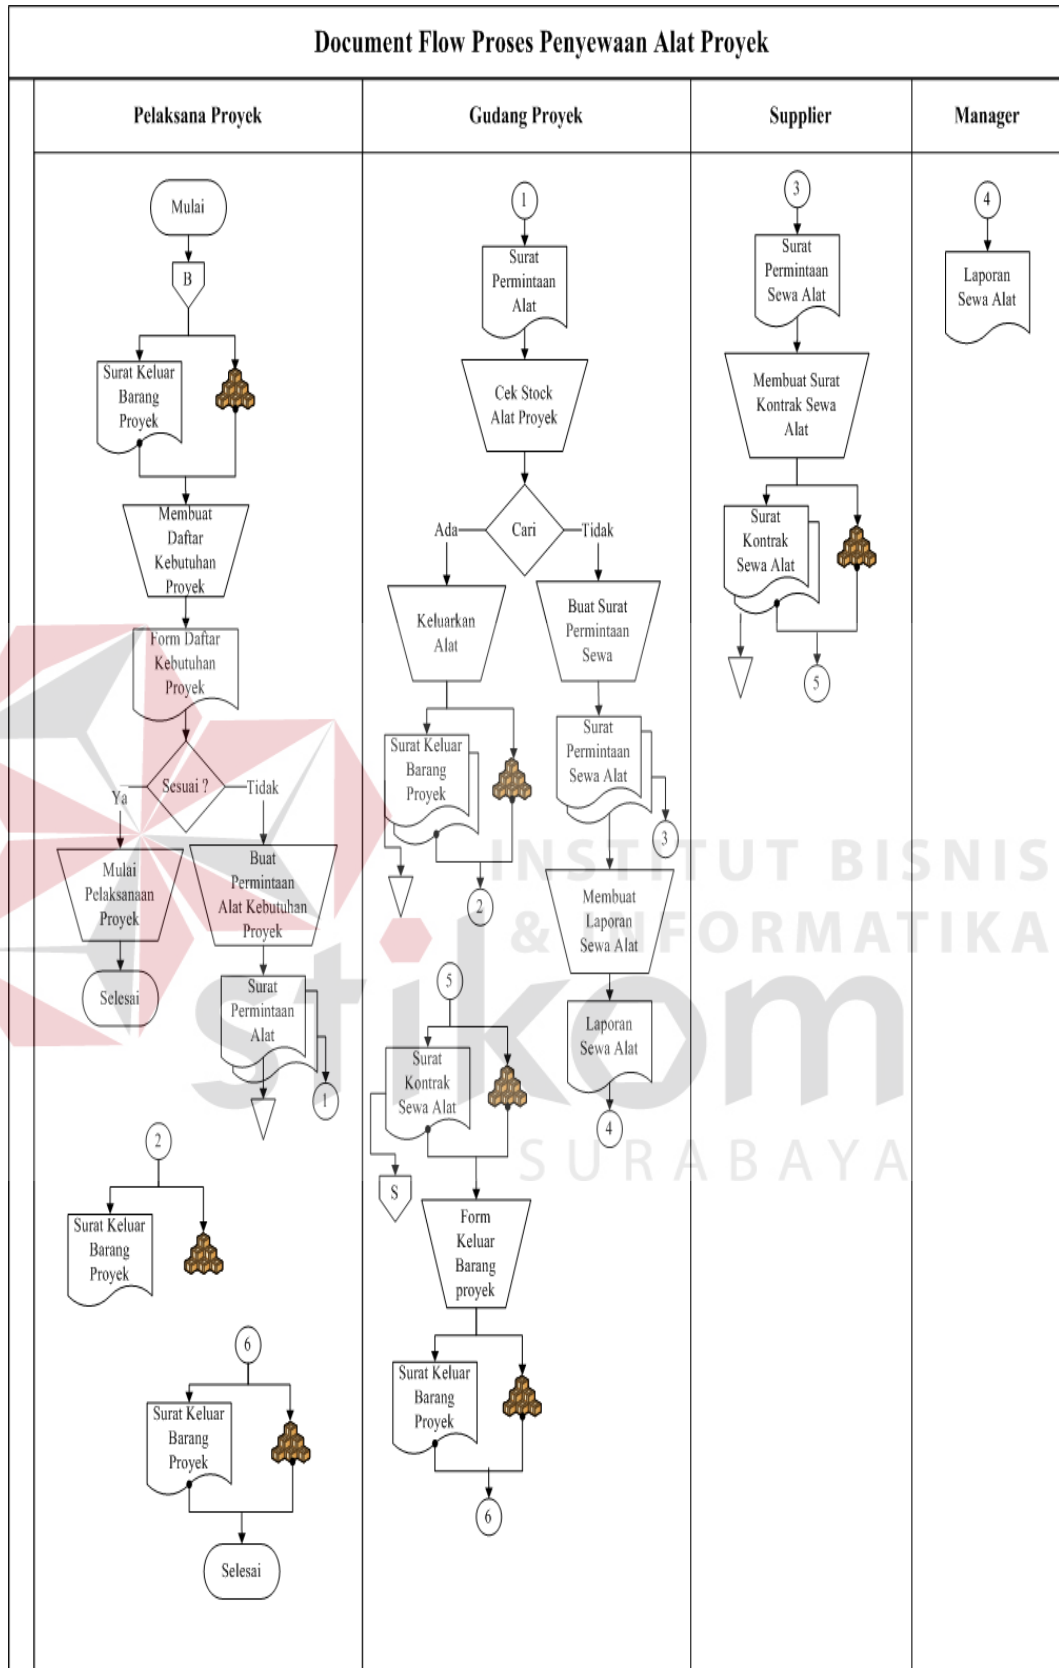 Document Flow Proses Penyewaan Alat Proyek
Pelaksana Proyek
Gudang Proyek
Supplier
Manager
Mulai
B
Surat Keluar
Barang
Proyek
Membuat
Daftar
Kebutuhan
Proyek
Form Daftar
Kebutuhan
Proyek
Sesuai ?
Ya
Tidak
Mulai
Pelaksanaan
Proyek
Selesai
Buat
Permintaan
Alat Kebutuhan
Proyek
Surat
Permintaan
Alat
1
2
Surat Keluar
Barang
Proyek
6
Surat Keluar
Barang
Proyek
Selesai
1
Surat
Permintaan
Alat
Cek Stock
Alat Proyek
Cari
Ada
Tidak
Keluarkan
Alat
Surat Keluar
Barang
Proyek
2
Buat Surat
Permintaan
Sewa
Surat
Permintaan
Sewa Alat
3
Membuat
Laporan
Sewa Alat
Laporan
Sewa Alat
4
5
Surat
Kontrak
Sewa Alat
S
Form
Keluar
Barang
proyek
Surat Keluar
Barang
Proyek
6
3
Surat
Permintaan
Sewa Alat
Membuat Surat
Kontrak Sewa
Alat
Surat
Kontrak
Sewa Alat
5
4
Laporan
Sewa Alat
INSTITUT BISNIS
& INFORMATIKA
stikom
SURABAYA